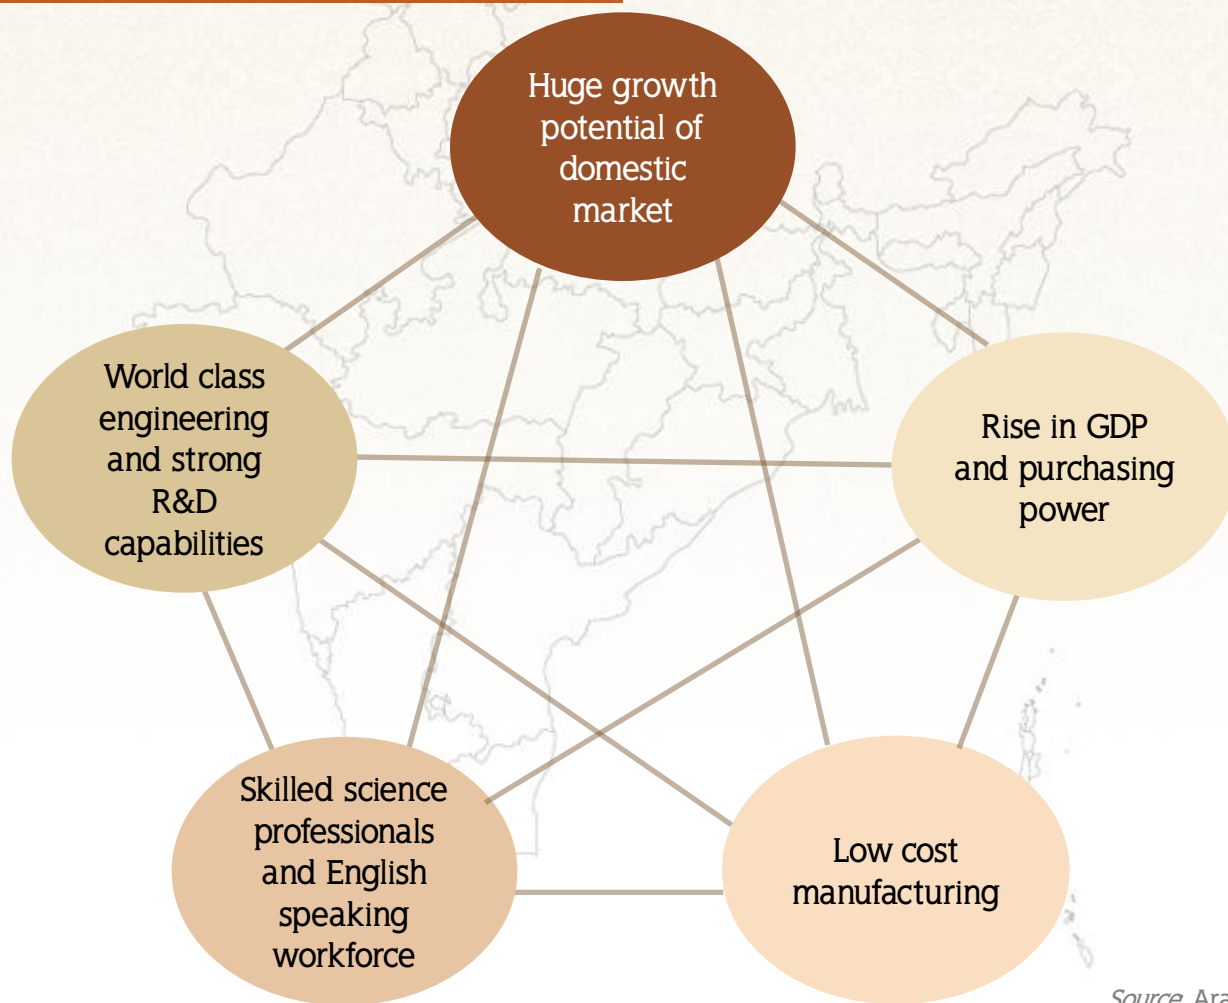 Huge growth
potential of
domestic
market
World class
engineering
and strong
R&D
capabilities
Rise in GDP
and purchasing
power
Skilled science
professionals
and English
speaking
workforce
Low cost
manufacturing
Source